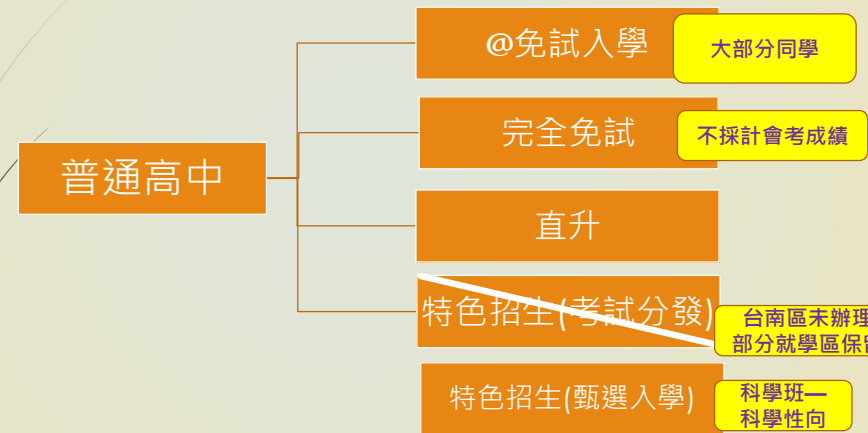 @免試入學
大部分同學
完全免試
不採計會考成績
普通高中
直升
特色招生(考試分發)
台南區未辦理
部分就學區保留
特色招生(甄選入學)
科學班—
科學性向